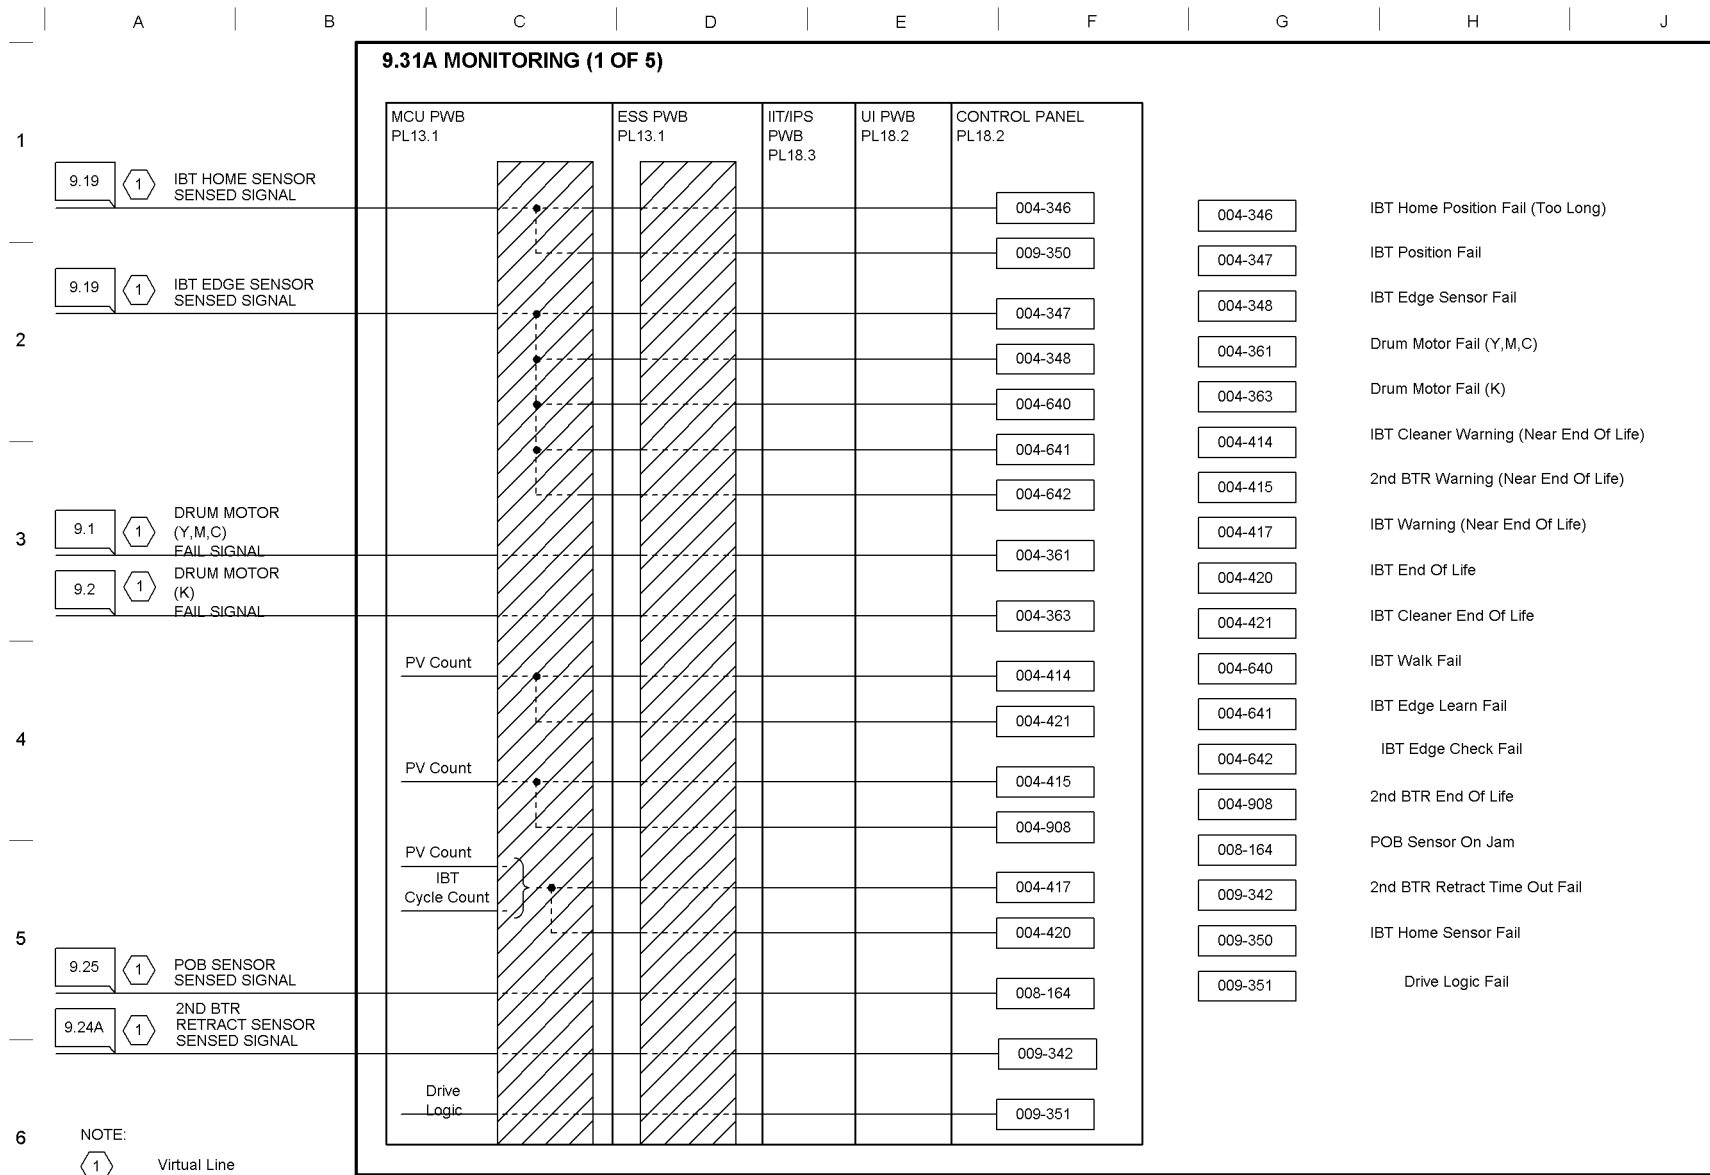 A B C D E F G H J
9.31A MONITORING (1 OF 5)
MCU PWB
PL13.1
ESS PWB
PL13.1
IIT/IPS
PWB
PL18.3
UI PWB
PL18.2
CONTROL PANEL
PL18.2
1
9.19 1 IBT HOME SENSOR
SENSED SIGNAL
004-346
009-350
9.19 1 IBT EDGE SENSOR
SENSED SIGNAL
004-347
2
004-348
004-640
004-641
004-642
9.1 1 DRUM MOTOR
(Y,M,C)
FAIL SIGNAL
3
004-361
9.2 1 DRUM MOTOR
(K)
FAIL SIGNAL
004-363
PV Count
004-414
004-421
4
PV Count
004-415
004-908
PV Count
IBT
Cycle Count
004-417
004-420
5
9.25 1 POB SENSOR
SENSED SIGNAL
008-164
9.24A 1 2ND BTR
RETRACT SENSOR
SENSED SIGNAL
009-342
Drive
Logic
009-351
6
NOTE:
1 Virtual Line
004-346 IBT Home Position Fail (Too Long)
004-347 IBT Position Fail
004-348 IBT Edge Sensor Fail
004-361 Drum Motor Fail (Y,M,C)
004-363 Drum Motor Fail (K)
004-414 IBT Cleaner Warning (Near End Of Life)
004-415 2nd BTR Warning (Near End Of Life)
004-417 IBT Warning (Near End Of Life)
004-420 IBT End Of Life
004-421 IBT Cleaner End Of Life
004-640 IBT Walk Fail
004-641 IBT Edge Learn Fail
004-642 IBT Edge Check Fail
004-908 2nd BTR End Of Life
008-164 POB Sensor On Jam
009-342 2nd BTR Retract Time Out Fail
009-350 IBT Home Sensor Fail
009-351 Drive Logic Fail